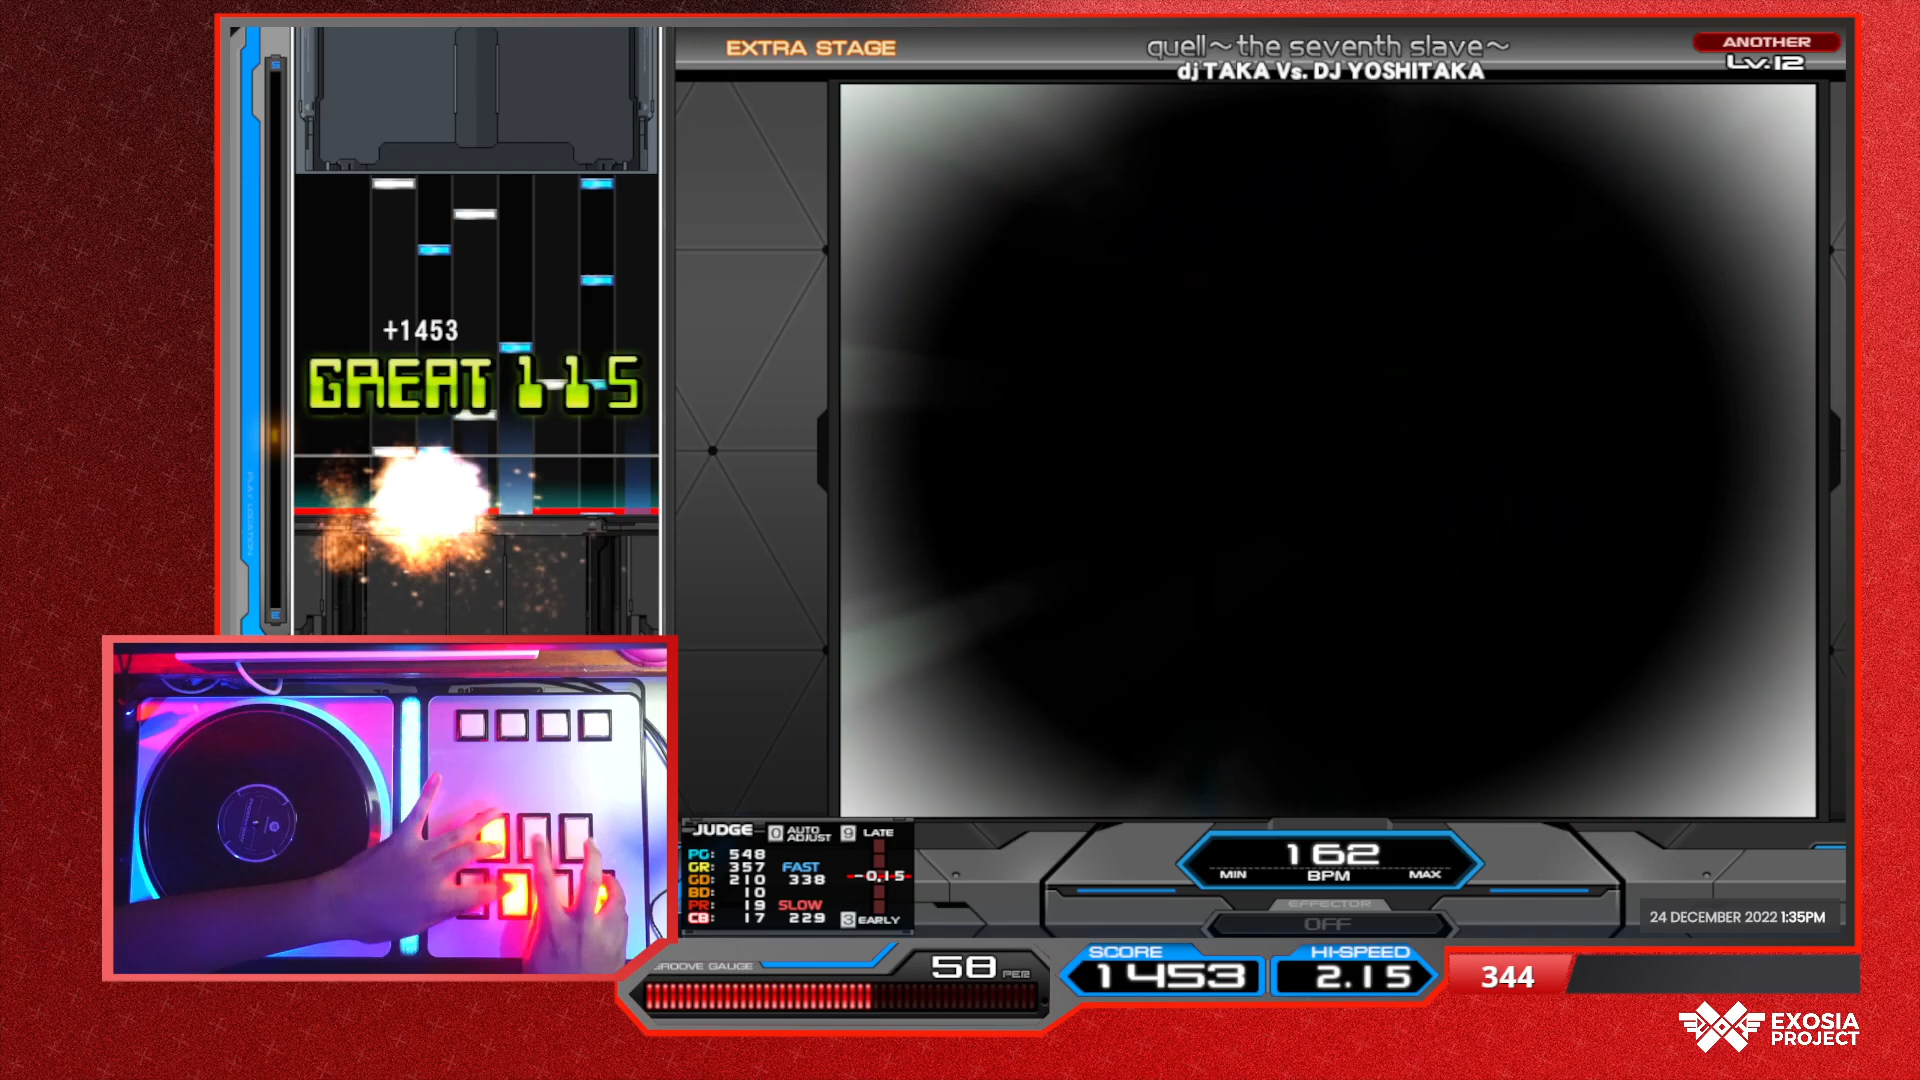 EXTRA STAGE
quell～the seventh slave～
dj TAKA Vs. DJ YOSHITAKA
ANOTHER
Lv.12
S
+1453
GREAT 115
E
JUDGE 0 AUTO ADJUST 9 LATE
PG: 548
GR: 357 FAST
GD: 210 338 -0.15
BD: 10
PR: 19 SLOW
CB: 17 229 3 EARLY
162
MIN BPM MAX
EFFECTOR
OFF
24 DECEMBER 2022 1:35PM
GROOVE GAUGE 58 PER
SCORE
1453
HI-SPEED
2.15
344
EXOSIA
PROJECT